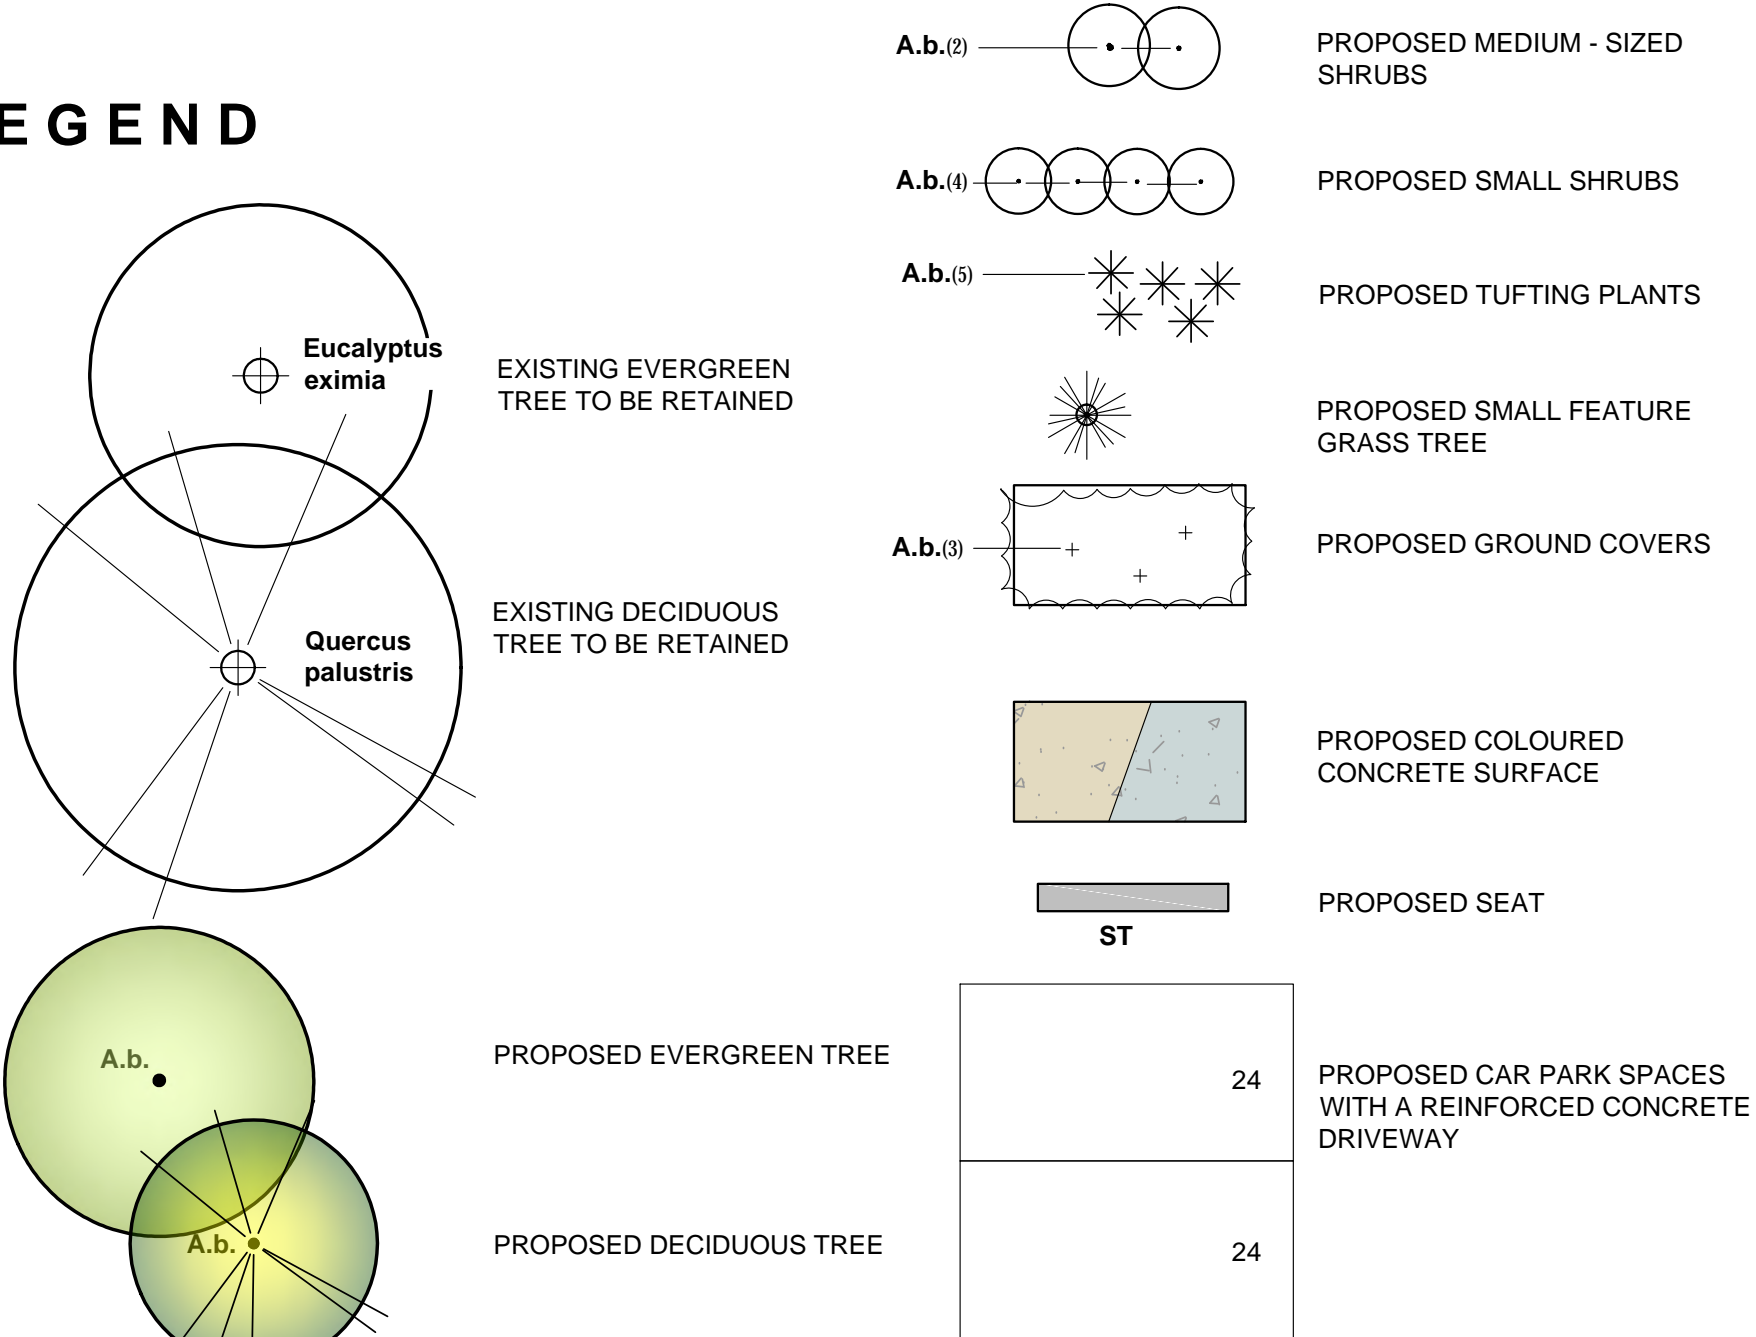 EGEND
Eucalyptus
eximia
EXISTING EVERGREEN
TREE TO BE RETAINED
Quercus
palustris
EXISTING DECIDUOUS
TREE TO BE RETAINED
A.b.
PROPOSED EVERGREEN TREE
A.b.
PROPOSED DECIDUOUS TREE
A.b.(2)
PROPOSED MEDIUM - SIZED
SHRUBS
A.b.(4)
PROPOSED SMALL SHRUBS
A.b.(5)
PROPOSED TUFTING PLANTS
PROPOSED SMALL FEATURE
GRASS TREE
A.b.(3)
PROPOSED GROUND COVERS
PROPOSED COLOURED
CONCRETE SURFACE
PROPOSED SEAT
ST
24
PROPOSED CAR PARK SPACES
WITH A REINFORCED CONCRETE
DRIVEWAY
24